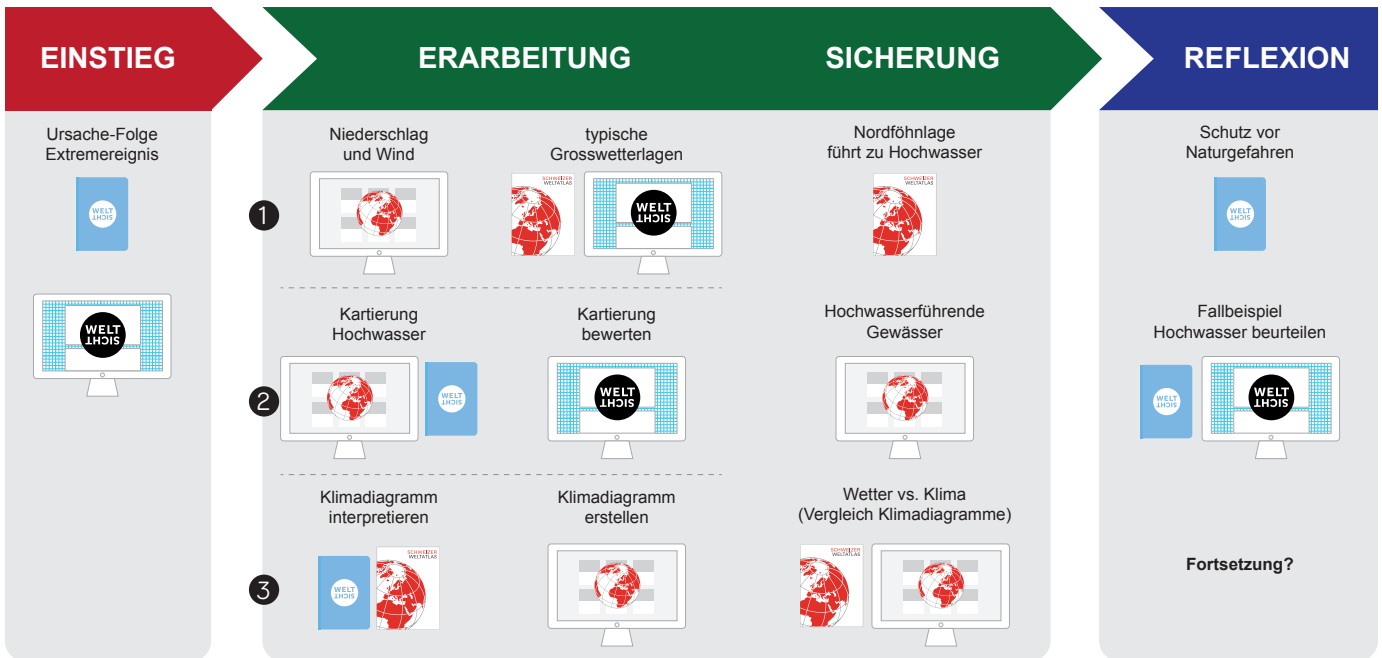 EINSTIEG
ERARBEITUNG
SICHERUNG
REFLEXION
Ursache-Folge
Extremereignis
WELT
SICHT
WELT
SICHT
1
Niederschlag
und Wind
typische
Grosswetterlagen
SCHWEIZER
WELTATLAS
WELT
SICHT
Nordföhnlage
führt zu Hochwasser
SCHWEIZER
WELTATLAS
2
Kartierung
Hochwasser
WELT
SICHT
Kartierung
bewerten
WELT
SICHT
Hochwasserführende
Gewässer
3
Klimadiagramm
interpretieren
WELT
SICHT
SCHWEIZER
WELTATLAS
Klimadiagramm
erstellen
Wetter vs. Klima
(Vergleich Klimadiagramme)
SCHWEIZER
WELTATLAS
Schutz vor
Naturgefahren
WELT
SICHT
Fallbeispiel
Hochwasser beurteilen
WELT
SICHT
WELT
SICHT
Fortsetzung?